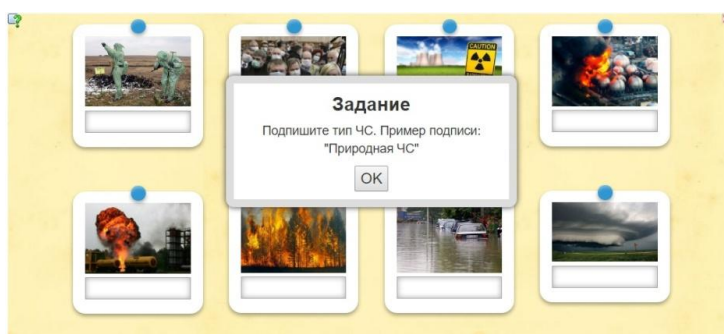 CAUTION
Задание
Подпишите тип ЧС. Пример подписи:
"Природная ЧС"
OK